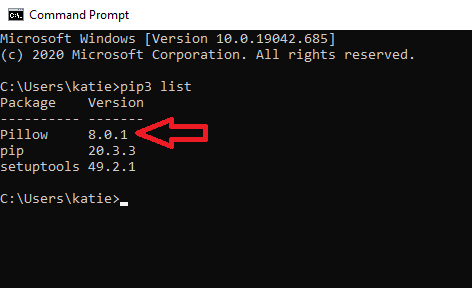 Command Prompt
Microsoft Windows [Version 10.0.19042.685]
(c) 2020 Microsoft Corporation. All rights reserved.
C:\Users\katie>pip3 list
Package    Version
---------- -------
Pillow     8.0.1
pip        20.3.3
setuptools 49.2.1
C:\Users\katie>